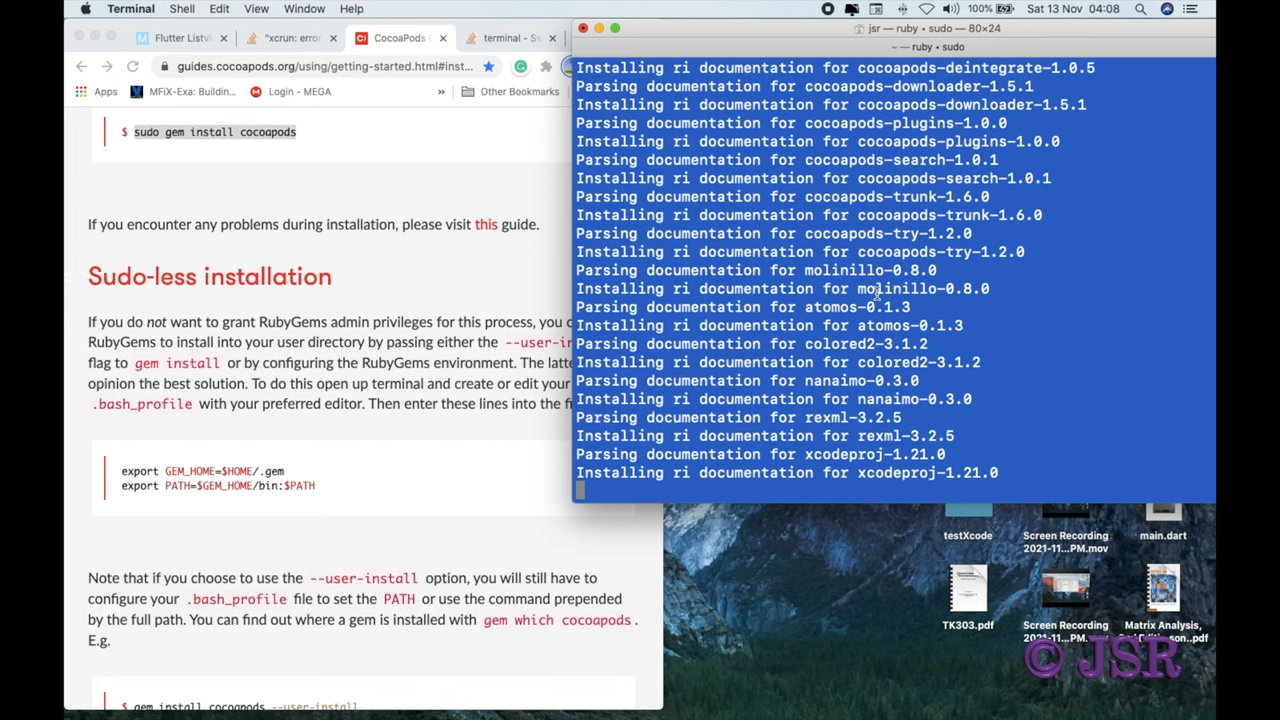 Terminal Shell Edit View Window Help 100% Sat 13 Nov 04:08
Flutter Listvi
"xcrun: erro
CocoaPods
terminal - S
guides.cocoapods.org/using/getting-started.html#inst...
Apps MFiX-Exa: Buildin... Login - MEGA » Other Bookmarks
$ sudo gem install cocoapods
If you encounter any problems during installation, please visit this guide.
Sudo-less installation
If you do not want to grant RubyGems admin privileges for this process, you c
RubyGems to install into your user directory by passing either the --user-in
flag to gem install or by configuring the RubyGems environment. The latte
opinion the best solution. To do this open up terminal and create or edit your
.bash_profile with your preferred editor. Then enter these lines into the fi
export GEM_HOME=$HOME/.gem
export PATH=$GEM_HOME/bin:$PATH
Note that if you choose to use the --user-install option, you will still have to
configure your .bash_profile file to set the PATH or use the command prepended
by the full path. You can find out where a gem is installed with gem which cocoapods.
E.g.
$ gem install cocoapods --user-install
jsr — ruby ◂ sudo — 80×24
~ — ruby ◂ sudo
Installing ri documentation for cocoapods-deintegrate-1.0.5
Parsing documentation for cocoapods-downloader-1.5.1
Installing ri documentation for cocoapods-downloader-1.5.1
Parsing documentation for cocoapods-plugins-1.0.0
Installing ri documentation for cocoapods-plugins-1.0.0
Parsing documentation for cocoapods-search-1.0.1
Installing ri documentation for cocoapods-search-1.0.1
Parsing documentation for cocoapods-trunk-1.6.0
Installing ri documentation for cocoapods-trunk-1.6.0
Parsing documentation for cocoapods-try-1.2.0
Installing ri documentation for cocoapods-try-1.2.0
Parsing documentation for molinillo-0.8.0
Installing ri documentation for molinillo-0.8.0
Parsing documentation for atomos-0.1.3
Installing ri documentation for atomos-0.1.3
Parsing documentation for colored2-3.1.2
Installing ri documentation for colored2-3.1.2
Parsing documentation for nanaimo-0.3.0
Installing ri documentation for nanaimo-0.3.0
Parsing documentation for rexml-3.2.5
Installing ri documentation for rexml-3.2.5
Parsing documentation for xcodeproj-1.21.0
Installing ri documentation for xcodeproj-1.21.0
testXcode
Screen Recording
2021-11...PM.mov
main.dart
TK303.pdf
Screen Recording
2021-11...PM.mov
Matrix Analysis,
© JSR